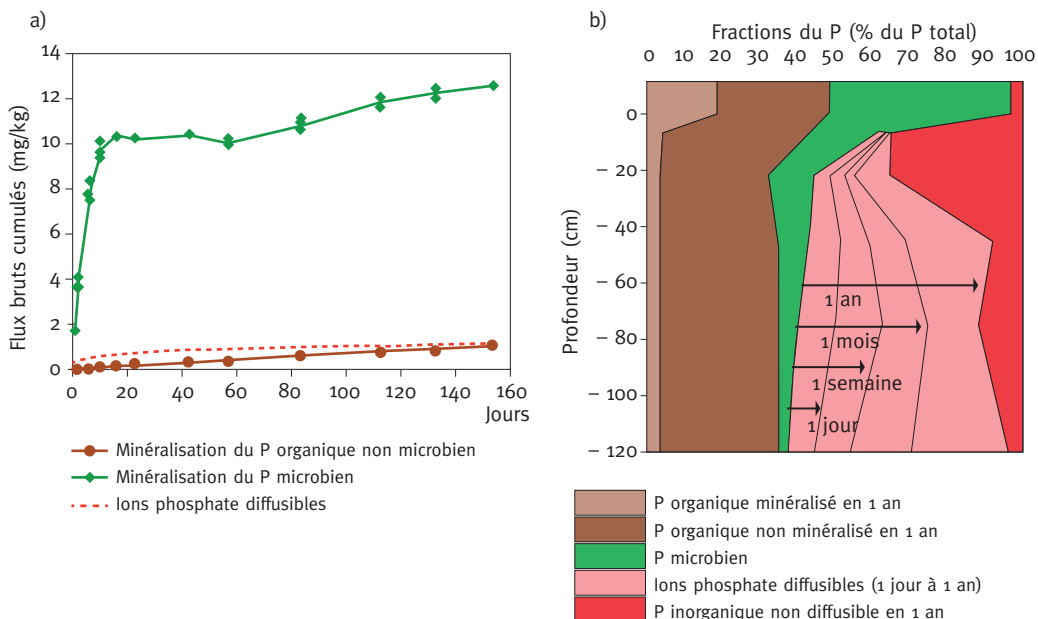 a)
Flux bruts cumulés (mg/kg)
14
12
10
8
6
4
2
0
0 20 40 60 80 100 120 140 160
Jours
Minéralisation du P organique non microbien
Minéralisation du P microbien
Ions phosphate diffusibles
b)
Fractions du P (% du P total)
0 10 20 30 40 50 60 70 80 90 100
Profondeur (cm)
0
– 20
– 40
– 60
– 80
– 100
– 120
1 an
1 mois
1 semaine
1 jour
P organique minéralisé en 1 an
P organique non minéralisé en 1 an
P microbien
Ions phosphate diffusibles (1 jour à 1 an)
P inorganique non diffusible en 1 an